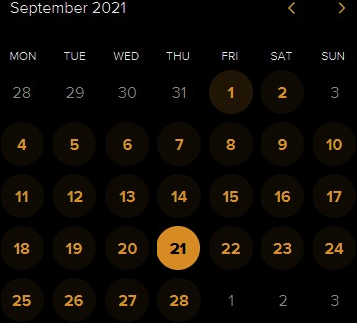 September 2021
MON TUE WED THU FRI SAT SUN
28 29 30 31 1 2 3
4 5 6 7 8 9 10
11 12 13 14 15 16 17
18 19 20 21 22 23 24
25 26 27 28 1 2 3